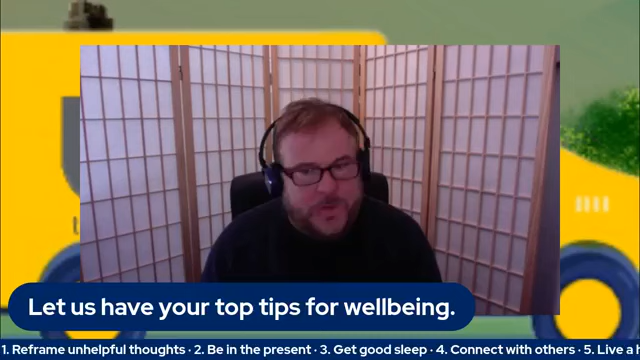 Let us have your top tips for wellbeing.
1. Reframe unhelpful thoughts · 2. Be in the present · 3. Get good sleep · 4. Connect with others · 5. Live a